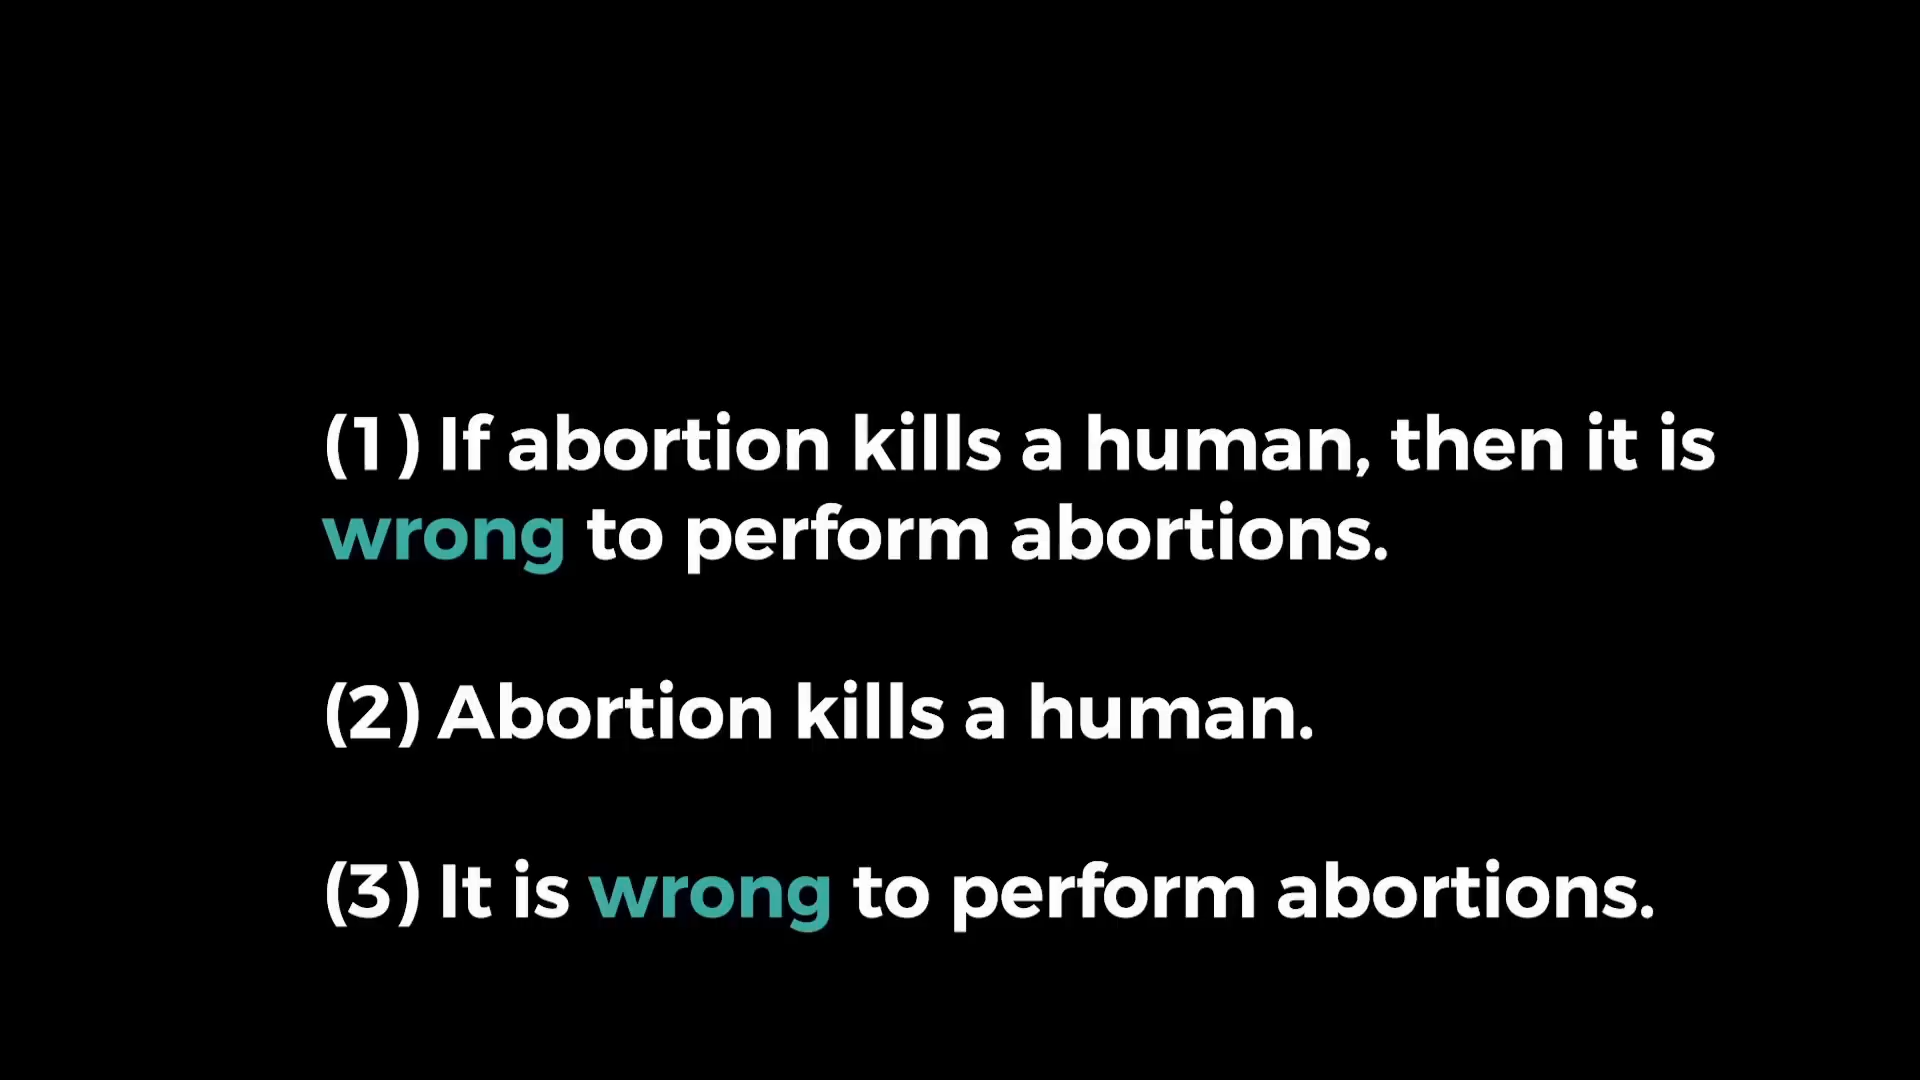 (1) If abortion kills a human, then it is
wrong to perform abortions.
(2) Abortion kills a human.
(3) It is wrong to perform abortions.